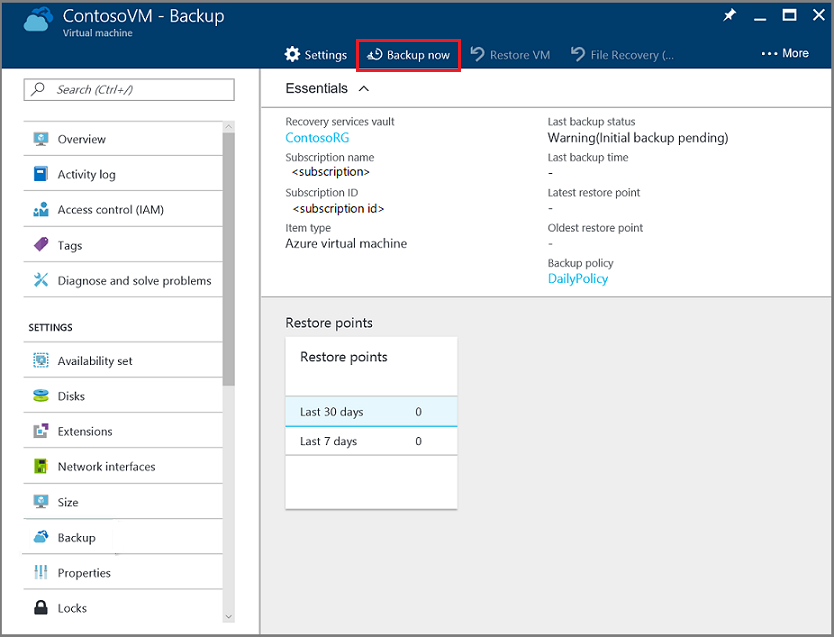 ContosoVM - Backup
Virtual machine
Settings
Backup now
Restore VM
File Recovery (...
More
Search (Ctrl+/)
Overview
Activity log
Access control (IAM)
Tags
Diagnose and solve problems
SETTINGS
Availability set
Disks
Extensions
Network interfaces
Size
Backup
Properties
Locks
Essentials
Recovery services vault
ContosoRG
Subscription name
<subscription>
Subscription ID
<subscription id>
Item type
Azure virtual machine
Last backup status
Warning(Initial backup pending)
Last backup time
-
Latest restore point
-
Oldest restore point
-
Backup policy
DailyPolicy
Restore points
Restore points
Last 30 days 0
Last 7 days 0